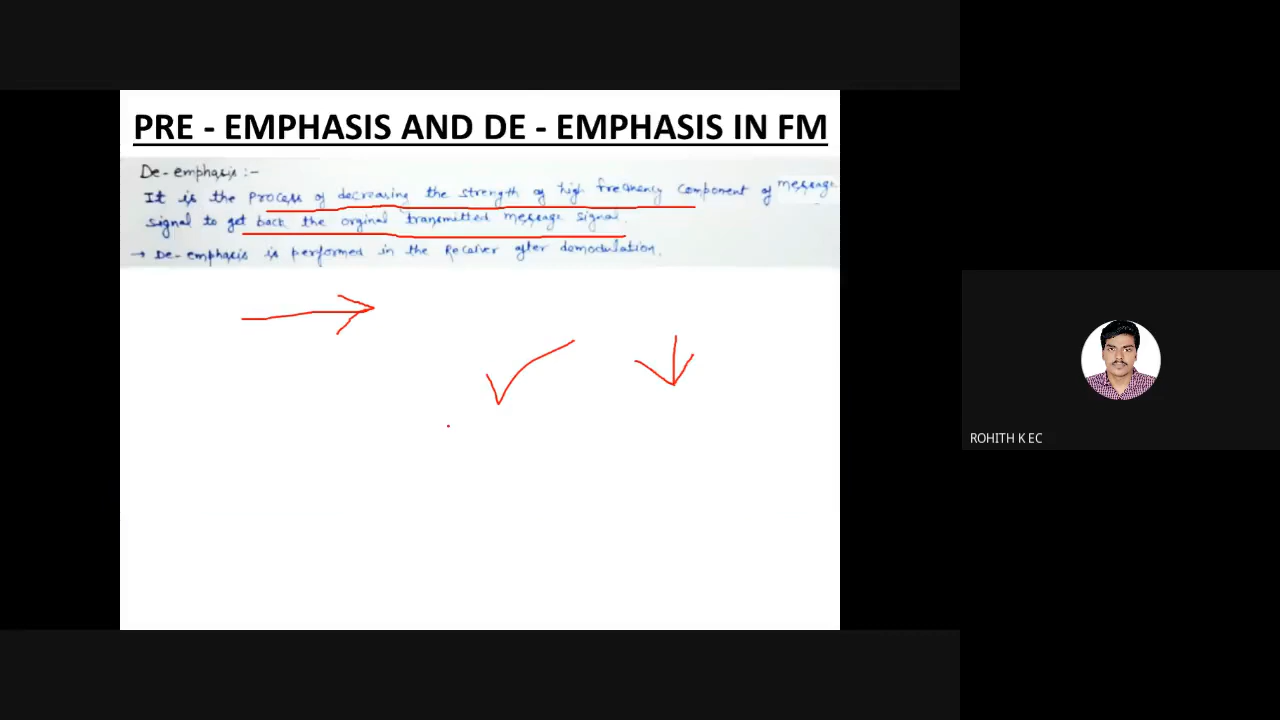 PRE - EMPHASIS AND DE - EMPHASIS IN FM
De-emphasis :-
It is the process of decreasing the strength of high frequency component of message
signal to get back the orginal transmitted message signal.
→ De-emphasis is performed in the Receiver after demodulation.
ROHITH K EC